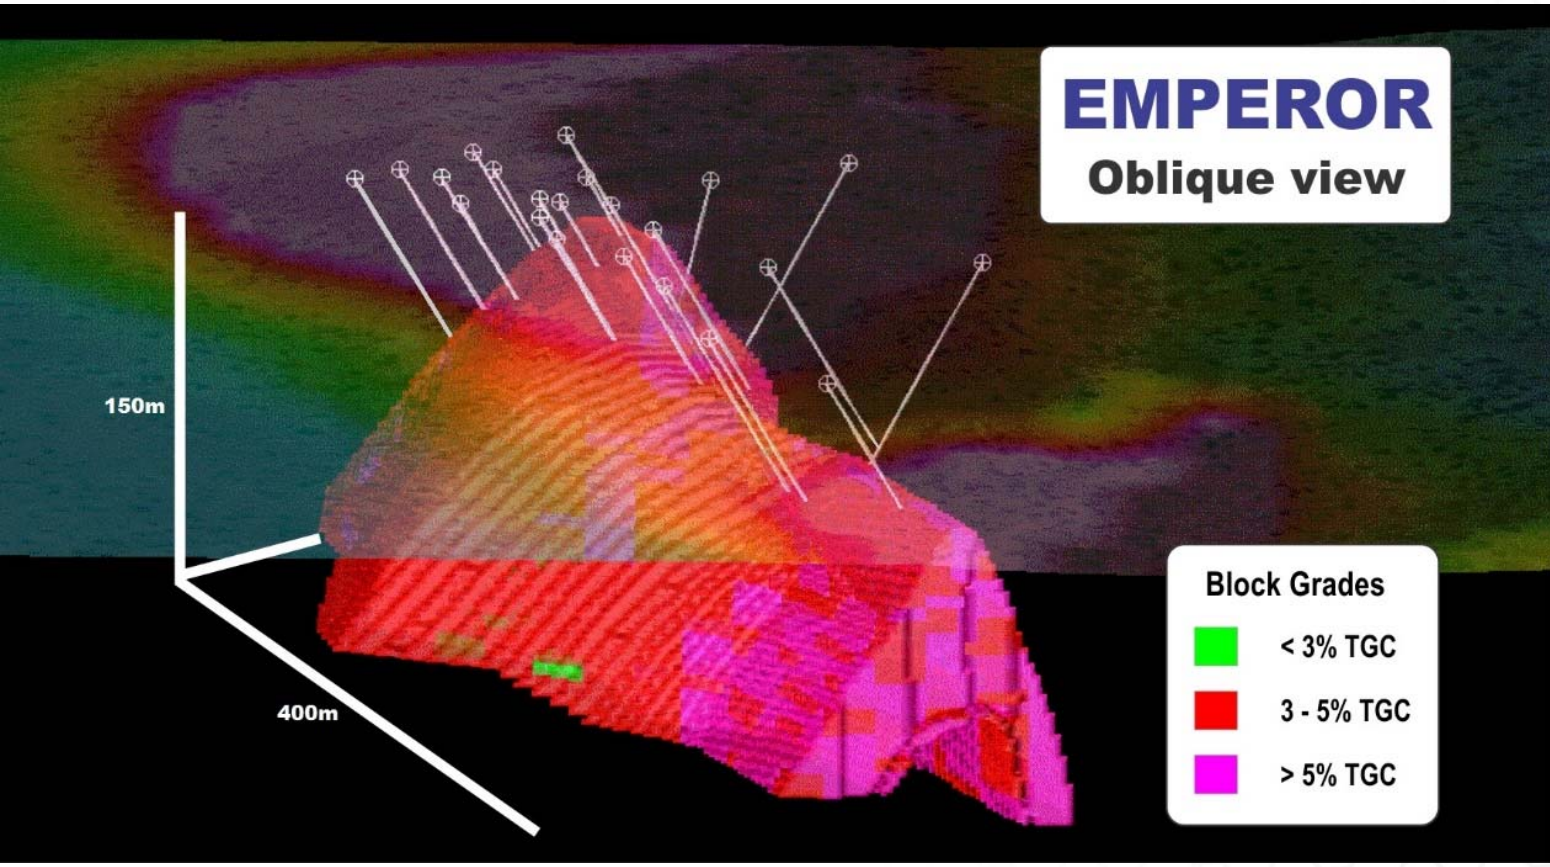 EMPEROR
Oblique view
150m
400m
Block Grades
< 3% TGC
3 - 5% TGC
> 5% TGC